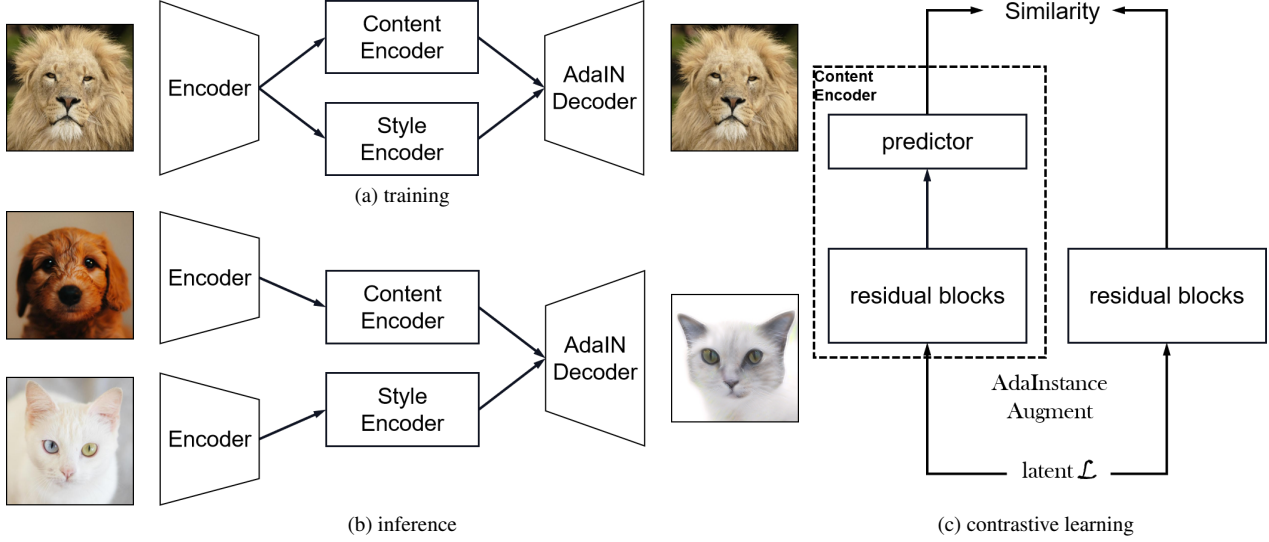 Encoder
Content
Encoder
Style
Encoder
AdaIN
Decoder
(a) training
Encoder
Encoder
Content
Encoder
Style
Encoder
AdaIN
Decoder
(b) inference
Similarity
Content
Encoder
predictor
residual blocks
residual blocks
AdaInstance
Augment
latent ℒ
(c) contrastive learning